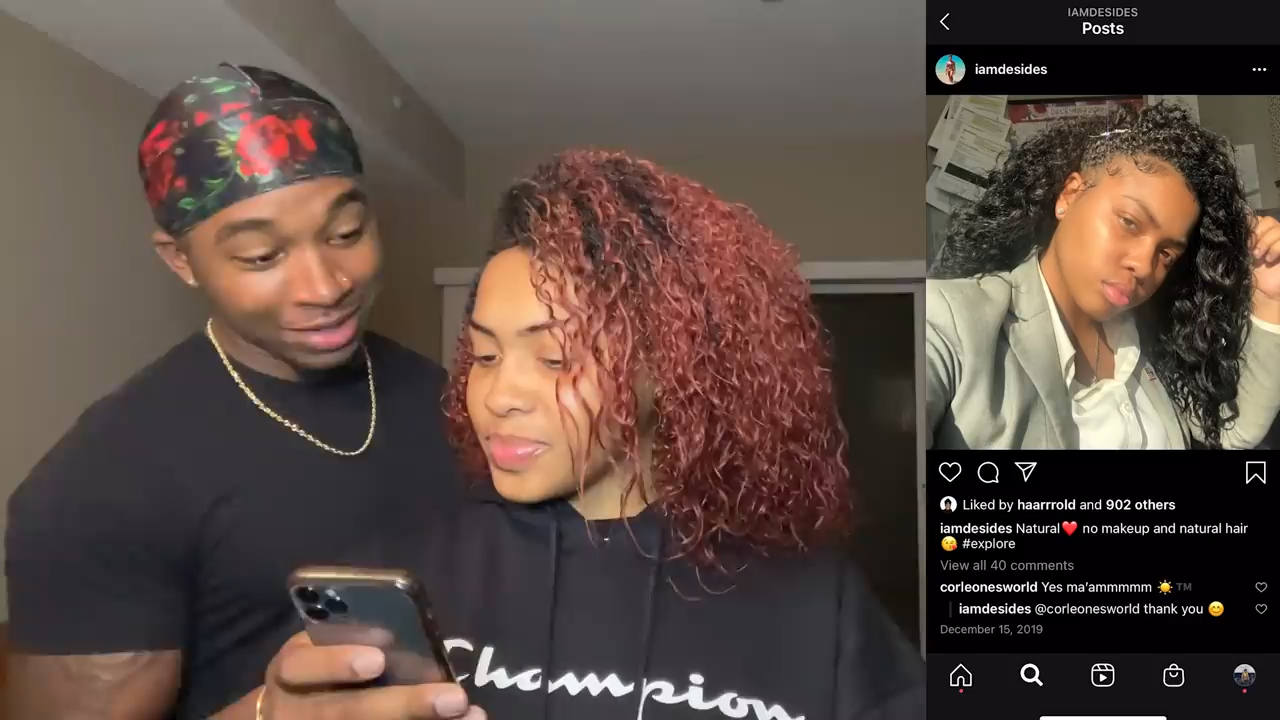 IAMDESIDES
Posts
iamdesides
Liked by haarrrold and 902 others
iamdesides Natural❤️ no makeup and natural hair
😘 #explore
View all 40 comments
corleonesworld Yes ma'ammmmm ☀️™️
iamdesides @corleonesworld thank you 😊
December 15, 2019
Champion